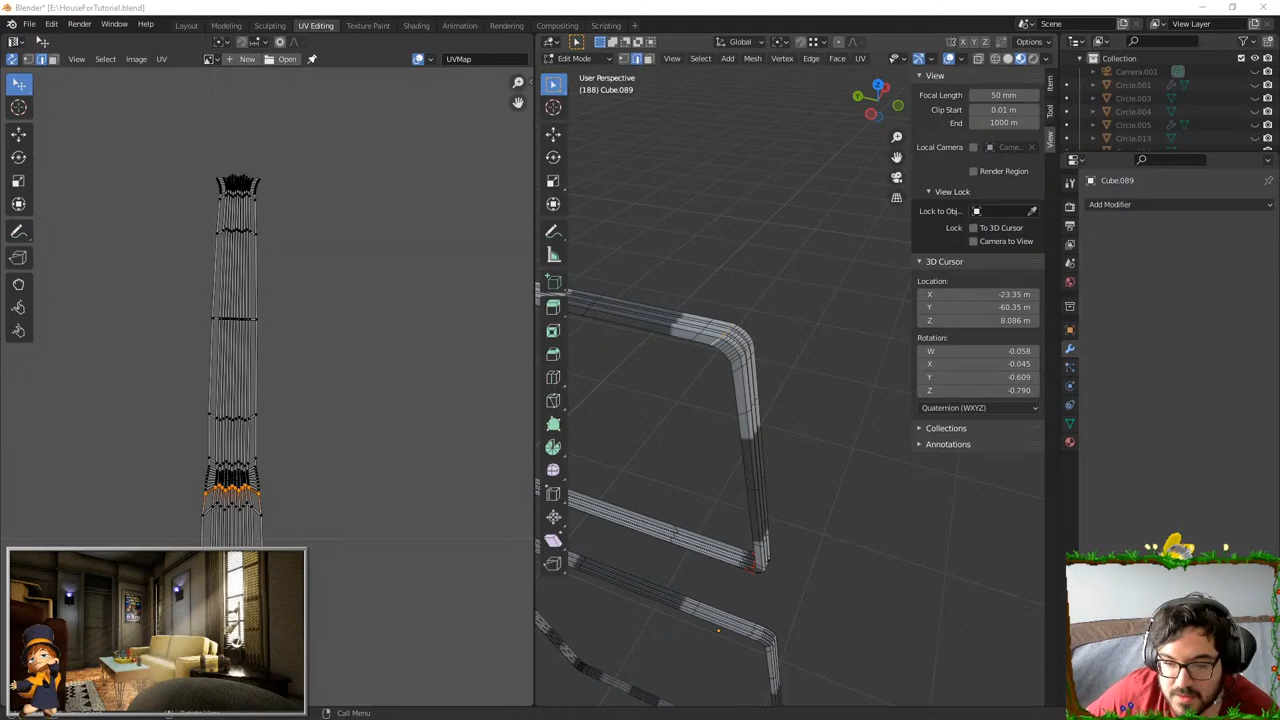 Blender* [E:\HouseForTutorial.blend]
File Edit Render Window Help Layout Modeling Sculpting UV Editing Texture Paint Shading Animation Rendering Compositing Scripting Scene View Layer
Global Options
View Select Image UV New Open UVMap Edit Mode View Select Add Mesh Vertex Edge Face UV
User Perspective
(188) Cube.089
View
Focal Length 50 mm
Clip Start 0.01 m
End 1000 m
Local Camera Came...
Render Region
View Lock
Lock to Obj...
Lock To 3D Cursor
Camera to View
3D Cursor
Location:
X -23.35 m
Y -60.35 m
Z 8.086 m
Rotation:
W -0.058
X -0.045
Y -0.609
Z -0.790
Quaternion (WXYZ)
Collections
Annotations
Item
Tool
View
Collection
Camera.001
Circle.001
Circle.003
Circle.004
Circle.005
Circle.013
Cube.089
Add Modifier
Call Menu